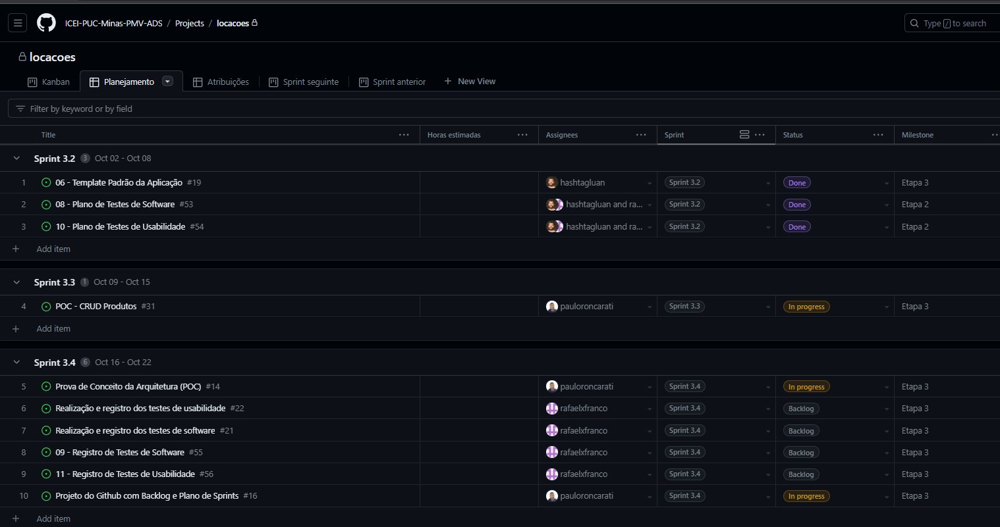 ICEI-PUC-Minas-PMV-ADS / Projects / locacoes
Type / to search
locacoes
Kanban Planejamento Atribuições Sprint seguinte Sprint anterior + New View
Filter by keyword or by field
Title Horas estimadas Assignees Sprint Status Milestone
Sprint 3.2 3 Oct 02 - Oct 08
1 06 - Template Padrão da Aplicação #19 hashtagluan Sprint 3.2 Done Etapa 3
2 08 - Plano de Testes de Software #53 hashtagluan and ra... Sprint 3.2 Done Etapa 2
3 10 - Plano de Testes de Usabilidade #54 hashtagluan and ra... Sprint 3.2 Done Etapa 2
+ Add item
Sprint 3.3 1 Oct 09 - Oct 15
4 POC - CRUD Produtos #31 pauloroncarati Sprint 3.3 In progress Etapa 3
+ Add item
Sprint 3.4 6 Oct 16 - Oct 22
5 Prova de Conceito da Arquitetura (POC) #14 pauloroncarati Sprint 3.4 In progress Etapa 3
6 Realização e registro dos testes de usabilidade #22 rafaelxfranco Sprint 3.4 Backlog Etapa 3
7 Realização e registro dos testes de software #21 rafaelxfranco Sprint 3.4 Backlog Etapa 3
8 09 - Registro de Testes de Software #55 rafaelxfranco Sprint 3.4 Backlog Etapa 3
9 11 - Registro de Testes de Usabilidade #56 rafaelxfranco Sprint 3.4 Backlog Etapa 3
10 Projeto do Github com Backlog e Plano de Sprints #16 pauloroncarati Sprint 3.4 In progress Etapa 3
+ Add item